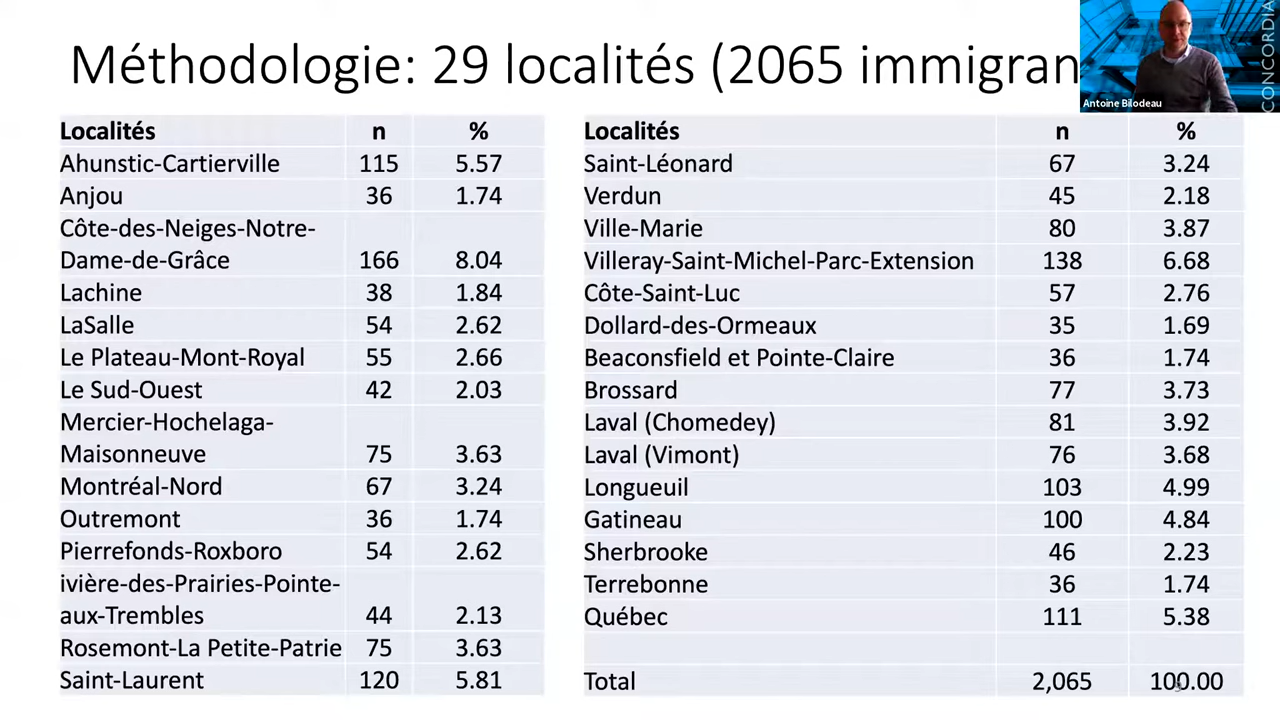 Méthodologie: 29 localités (2065 immigran
Antoine Bilodeau
CONCORDIA
Localités n %
Ahunstic-Cartierville 115 5.57
Anjou 36 1.74
Côte-des-Neiges-Notre-
Dame-de-Grâce 166 8.04
Lachine 38 1.84
LaSalle 54 2.62
Le Plateau-Mont-Royal 55 2.66
Le Sud-Ouest 42 2.03
Mercier-Hochelaga-
Maisonneuve 75 3.63
Montréal-Nord 67 3.24
Outremont 36 1.74
Pierrefonds-Roxboro 54 2.62
ivière-des-Prairies-Pointe-
aux-Trembles 44 2.13
Rosemont-La Petite-Patrie 75 3.63
Saint-Laurent 120 5.81
Localités n %
Saint-Léonard 67 3.24
Verdun 45 2.18
Ville-Marie 80 3.87
Villeray-Saint-Michel-Parc-Extension 138 6.68
Côte-Saint-Luc 57 2.76
Dollard-des-Ormeaux 35 1.69
Beaconsfield et Pointe-Claire 36 1.74
Brossard 77 3.73
Laval (Chomedey) 81 3.92
Laval (Vimont) 76 3.68
Longueuil 103 4.99
Gatineau 100 4.84
Sherbrooke 46 2.23
Terrebonne 36 1.74
Québec 111 5.38
Total 2,065 100.00